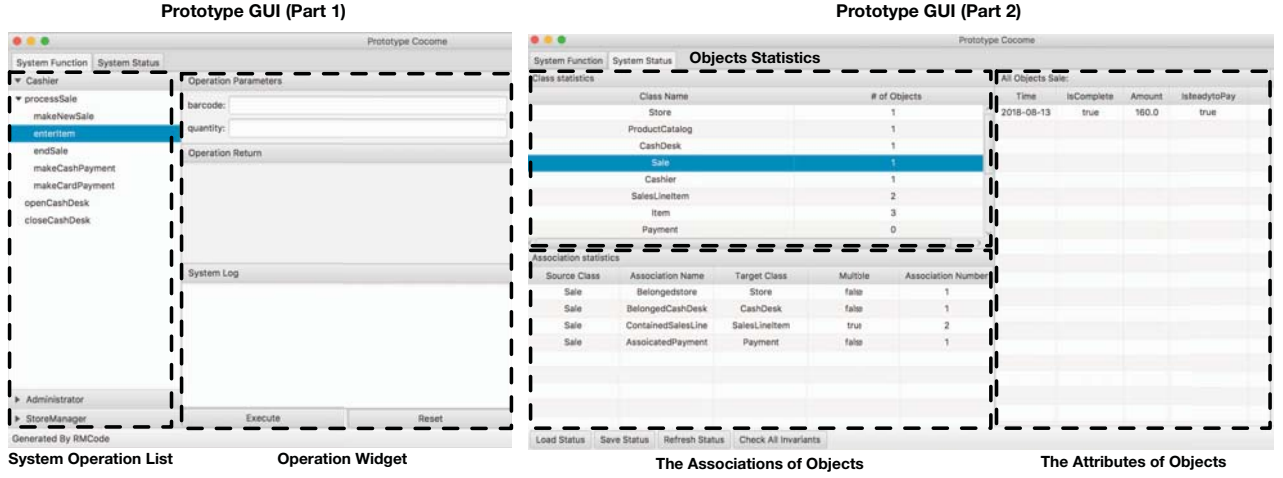 Prototype GUI (Part 1)
Prototype GUI (Part 2)
Prototype Cocome
System Function System Status
Cashier
processSale
makeNewSale
enterItem
endSale
makeCashPayment
makeCardPayment
openCashDesk
closeCashDesk
Administrator
StoreManager
Generated By RMCode
Operation Parameters
barcode:
quantity:
Operation Return
System Log
Execute Reset
System Operation List
Operation Widget
Prototype Cocome
System Function System Status
Objects Statistics
Class statistics
Class Name # of Objects
Store 1
ProductCatalog 1
CashDesk 1
Sale 1
Cashier 1
SalesLineItem 2
Item 3
Payment 0
Association statistics
Source Class Association Name Target Class Multiple Association Number
Sale Belongedstore Store false 1
Sale BelongedCashDesk CashDesk false 1
Sale ContainedSalesLine SalesLineItem true 2
Sale AssoicatedPayment Payment false 1
Load Status Save Status Refresh Status Check All Invariants
All Objects Sale:
Time IsComplete Amount IsReadytoPay
2018-08-13 true 160.0 true
The Associations of Objects
The Attributes of Objects